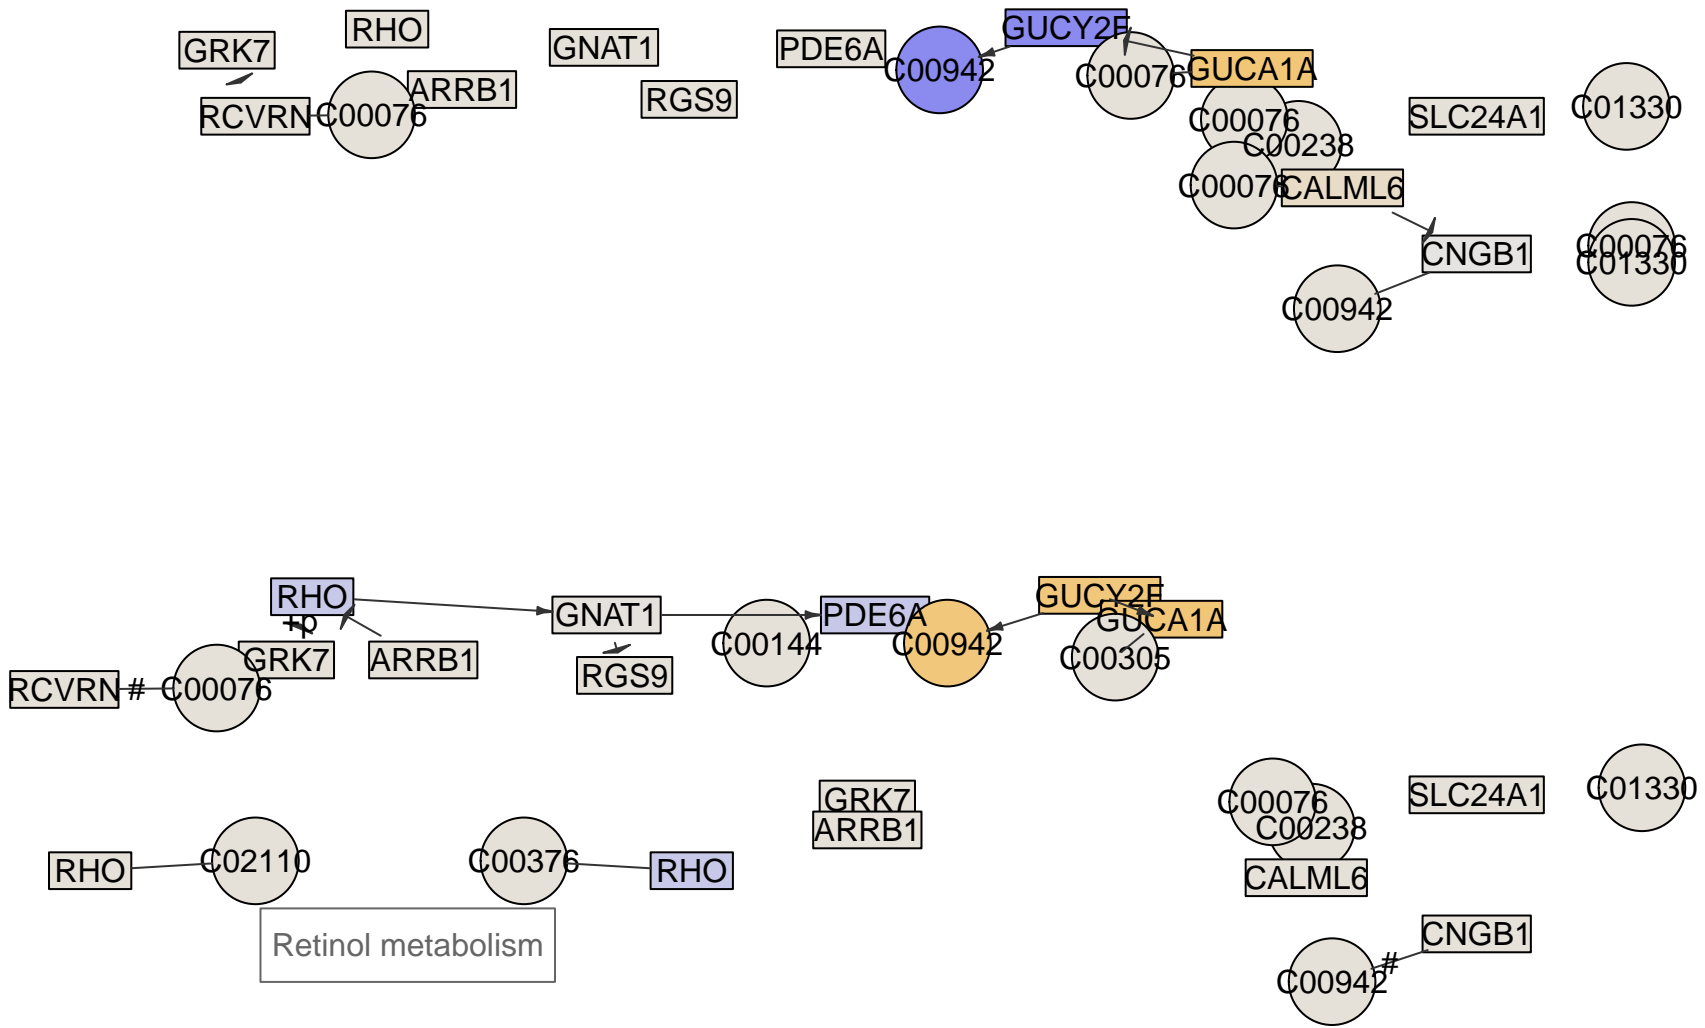 GRK7
RHO
GNAT1
PDE6A
C00942
GUCY2F
C00076
GUCA1A
RCVRN
C00076
ARRB1
RGS9
C00076
C00238
SLC24A1
C01330
C00076
CALML6
CNGB1
C00076
C01330
C00942
RHO
+p
GNAT1
PDE6A
GUCY2F
GUCA1A
GRK7
ARRB1
RGS9
C00144
C00942
C00305
RCVRN
#
C00076
GRK7
ARRB1
C00076
C00238
SLC24A1
C01330
RHO
C02110
C00376
RHO
CALML6
Retinol metabolism
CNGB1
#
C00942